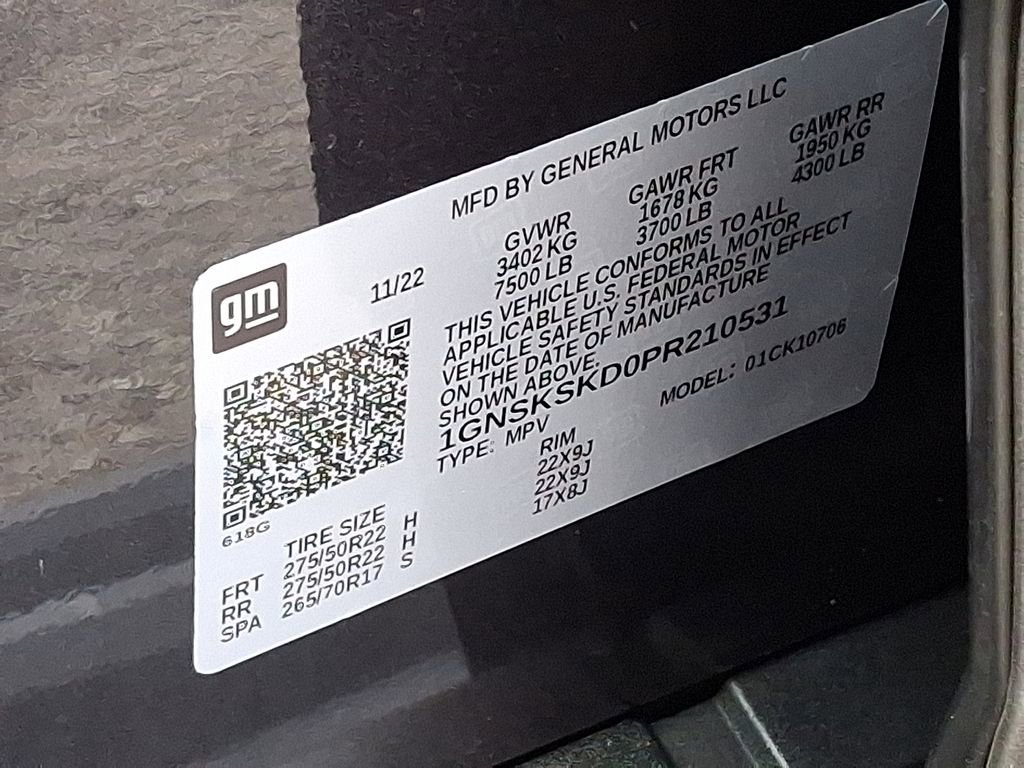 MFD BY GENERAL MOTORS LLC
gm
11/22
GVWR GAWR FRT GAWR RR
3402 KG 1678 KG 1950 KG
7500 LB 3700 LB 4300 LB
THIS VEHICLE CONFORMS TO ALL
APPLICABLE U.S. FEDERAL MOTOR
VEHICLE SAFETY STANDARDS IN EFFECT
ON THE DATE OF MANUFACTURE
SHOWN ABOVE.
1GNSKSKD0PR210531
TYPE: MPV MODEL: 01CK10706
618G
TIRE SIZE RIM
FRT 275/50R22 H 22X9J
RR 275/50R22 H 22X9J
SPA 265/70R17 S 17X8J